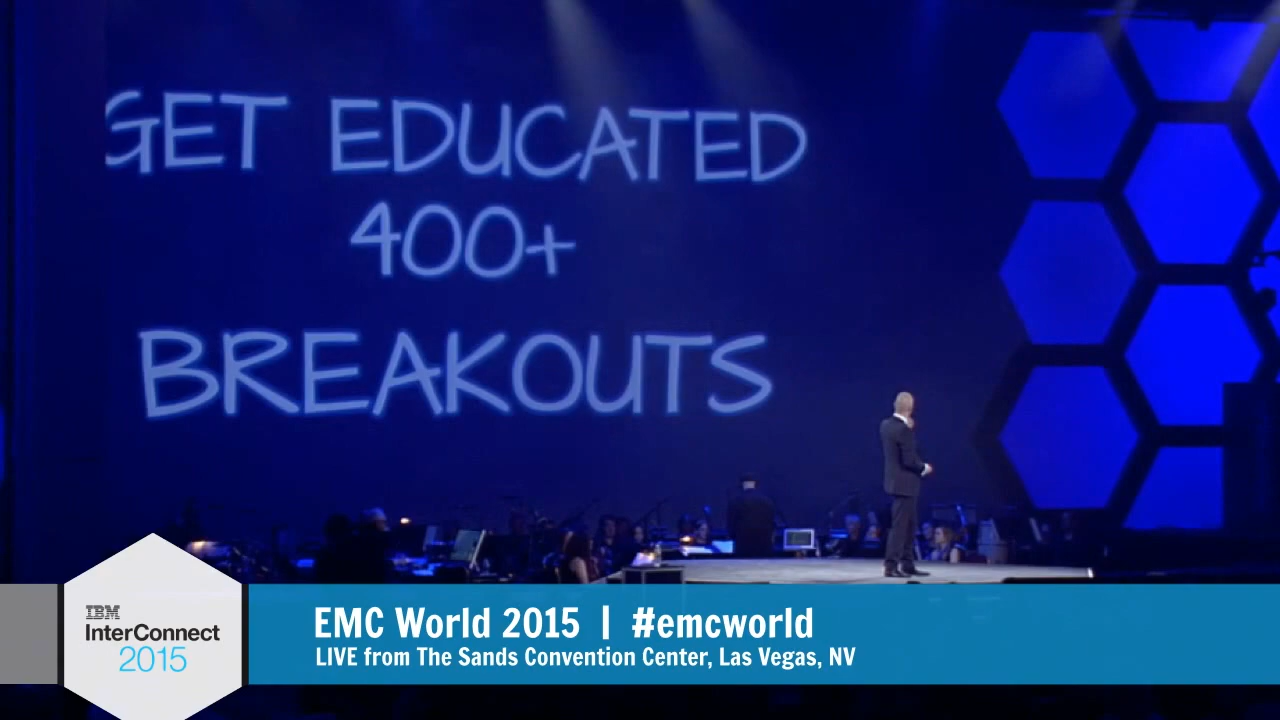 GET EDUCATED
400+
BREAKOUTS
IBM
InterConnect
2015
EMC World 2015 | #emcworld
LIVE from The Sands Convention Center, Las Vegas, NV